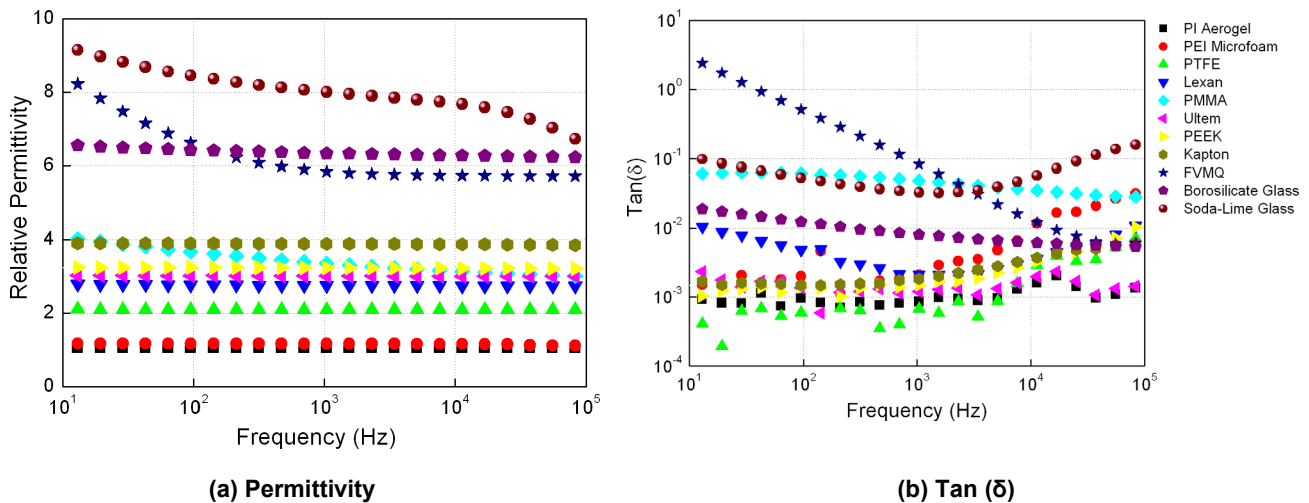 10
8
6
4
2
0
Relative Permittivity
10^1
10^2
10^3
10^4
10^5
Frequency (Hz)
(a) Permittivity
10^1
10^0
10^-1
10^-2
10^-3
10^-4
Tan(δ)
10^1
10^2
10^3
10^4
10^5
Frequency (Hz)
(b) Tan (δ)
PI Aerogel
PEI Microfoam
PTFE
Lexan
PMMA
Ultem
PEEK
Kapton
FVMQ
Borosilicate Glass
Soda-Lime Glass